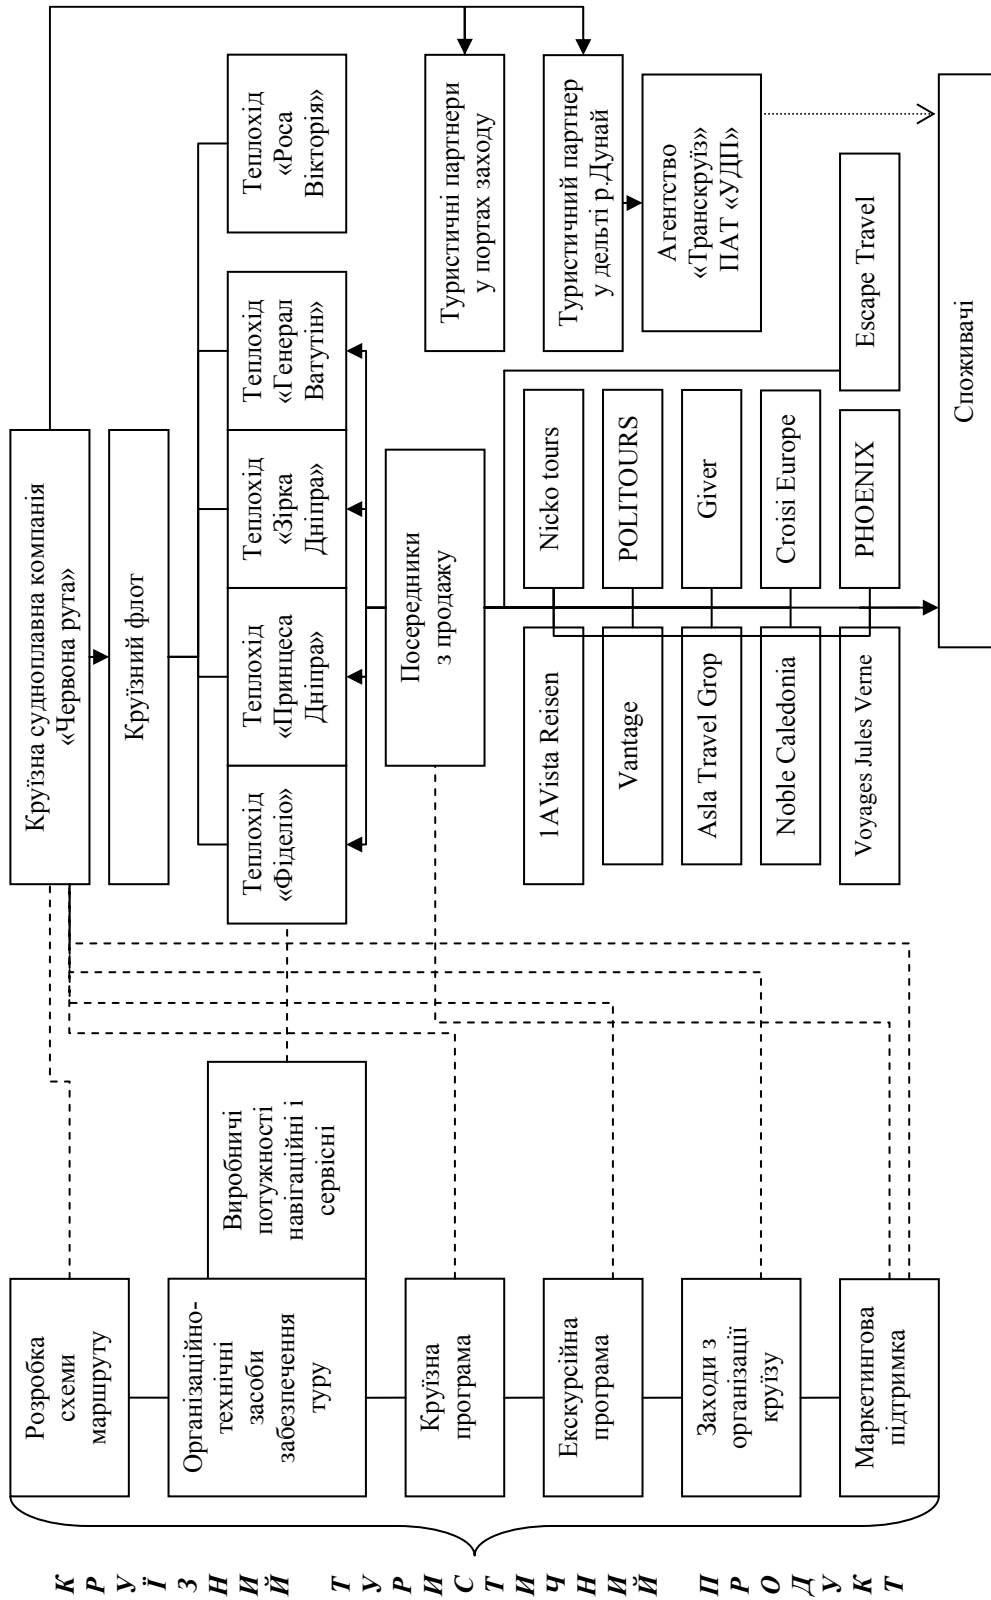 К Р У Ї З Н И Й Т У Р И С Т И Ч Н И Й П Р О Д У К Т
Розробка
схеми
маршруту
Організаційно-
технічні
засоби
забезпечення
туру
Виробничі
потужності
навігаційні і
сервісні
Круїзна
програма
Екскурсійна
програма
Заходи з
організації
круїзу
Маркетингова
підтримка
Круїзна судноплавна компанія
«Червона рута»
Круїзний флот
Теплохід
«Фіделіо»
Теплохід
«Принцеса
Дніпра»
Теплохід
«Зірка
Дніпра»
Теплохід
«Генерал
Ватутін»
Теплохід
«Роса
Вікторія»
Посередники
з продажу
Туристичні партнери
у портах заходу
Туристичний партнер
у дельті р.Дунай
Агентство
«Транскруїз»
ПАТ «УДП»
1AVista Reisen
Nicko tours
Vantage
POLITOURS
Asla Travel Grop
Giver
Noble Caledonia
Croisi Europe
Voyages Jules Verne
PHOENIX
Escape Travel
Споживачі